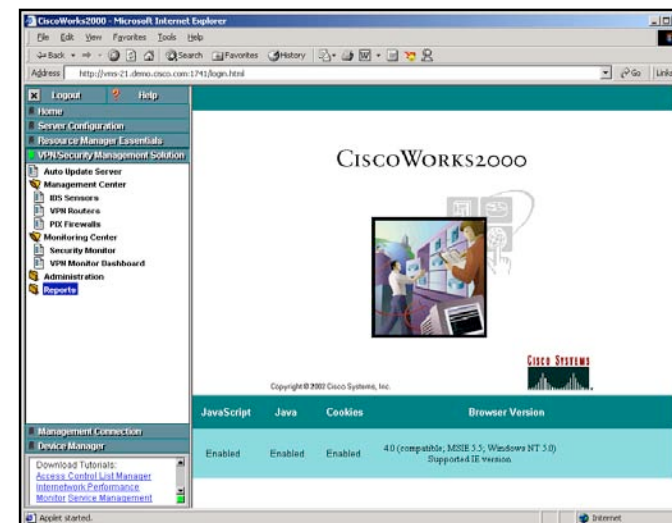 CiscoWorks2000 - Microsoft Internet Explorer
File Edit View Favorites Tools Help
Back Search Favorites History
Address http://vms-21.demo.cisco.com:1741/login.html Go Links
Logout ? Help
Home
Server Configuration
Resource Manager Essentials
VPN/Security Management Solution
Auto Update Server
Management Center
IDS Sensors
VPN Routers
PIX Firewalls
Monitoring Center
Security Monitor
VPN Monitor Dashboard
Administration
Reports
Management Connection
Device Manager
Download Tutorials:
Access Control List Manager
Internetwork Performance
Monitor Service Management
CISCOWORKS2000
CISCO SYSTEMS
Copyright © 2002 Cisco Systems, Inc.
JavaScript Java Cookies Browser Version
Enabled Enabled Enabled 4.0 (compatible; MSIE 5.5; Windows NT 5.0)
Supported IE version
Applet started. Internet